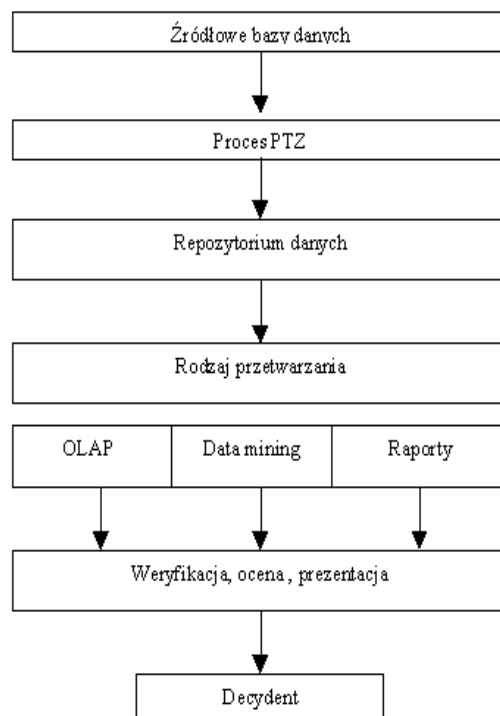 Źródłowe bazy danych
Proces PTZ
Repozytorium danych
Rodzaj przetwarzania
OLAP
Data mining
Raporty
Weryfikacja, ocena , prezentacja
Decydent